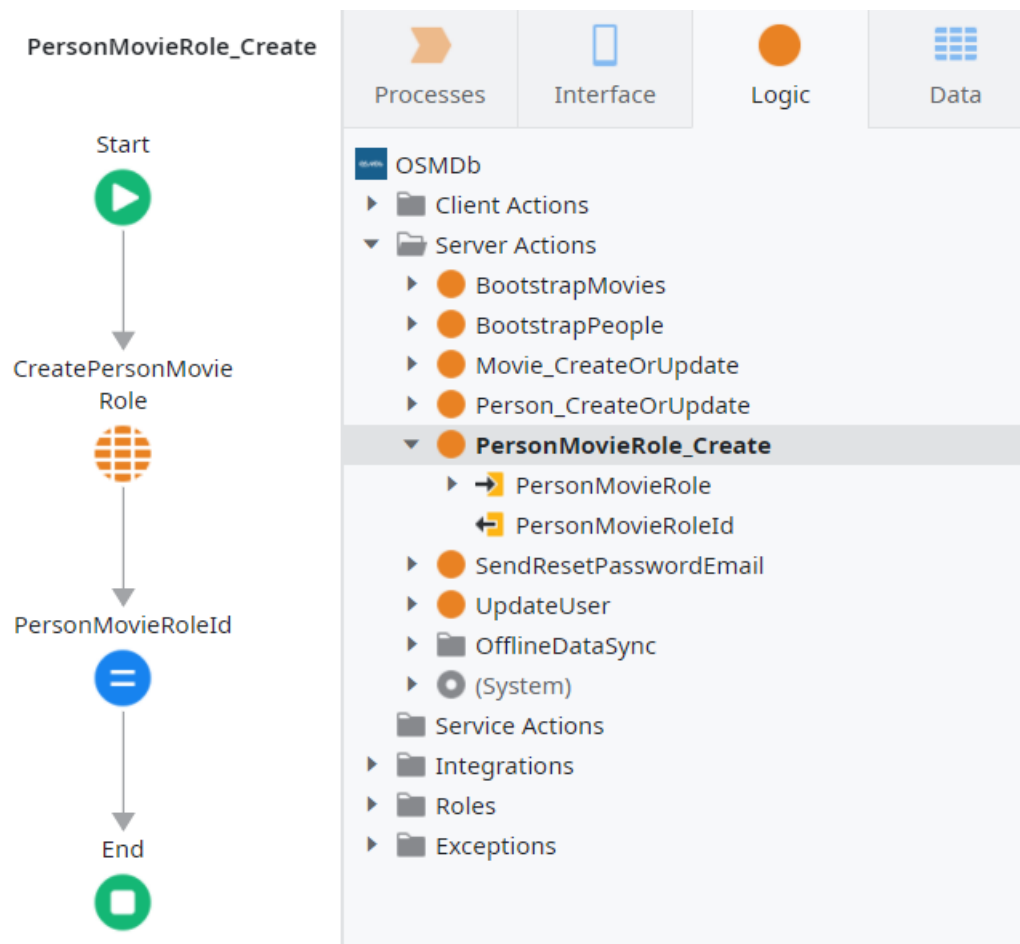 PersonMovieRole_Create
Start
CreatePersonMovie
Role
PersonMovieRoleId
End
Processes
Interface
Logic
Data
OSMDb
Client Actions
Server Actions
BootstrapMovies
BootstrapPeople
Movie_CreateOrUpdate
Person_CreateOrUpdate
PersonMovieRole_Create
PersonMovieRole
PersonMovieRoleId
SendResetPasswordEmail
UpdateUser
OfflineDataSync
(System)
Service Actions
Integrations
Roles
Exceptions